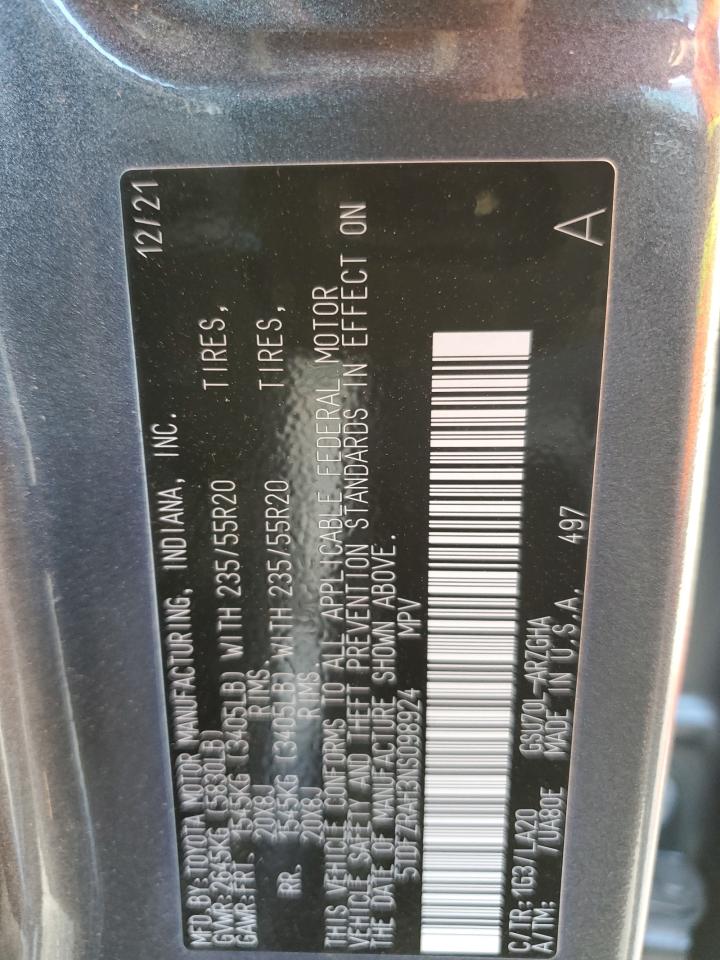 MFD.BY:TOYOTA MOTOR MANUFACTURING, INDIANA, INC. 12/21
GVWR:2645KG (5830LB)
GAWR:FRT. 1545KG (3405LB) WITH 235/55R20 TIRES,
20X8J RIMS.
RR. 1545KG (3405LB) WITH 235/55R20 TIRES,
20X8J RIMS.
THIS VEHICLE CONFORMS TO ALL APPLICABLE FEDERAL MOTOR
VEHICLE SAFETY AND THEFT PREVENTION STANDARDS IN EFFECT ON
THE DATE OF MANUFACTURE SHOWN ABOVE.
5TDFZRAH3NS098924 MPV
C/TR:1G3/LA20 GSU70L-ARZGHA
A/TM: /UA80E MADE IN U.S.A. 497 A